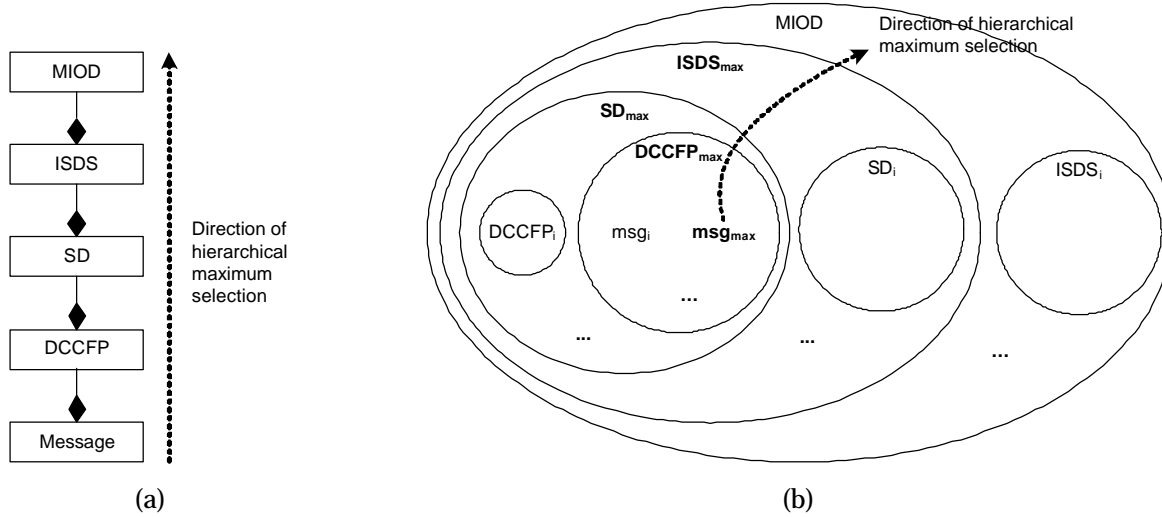 MIOD
ISDS
SD
DCCFP
Message
Direction of
hierarchical
maximum
selection
(a)
MIOD
Direction of hierarchical
maximum selection
ISDSmax
SDmax
DCCFPmax
SDi
ISDSi
DCCFPi
msgi
msgmax
...
...
...
...
(b)